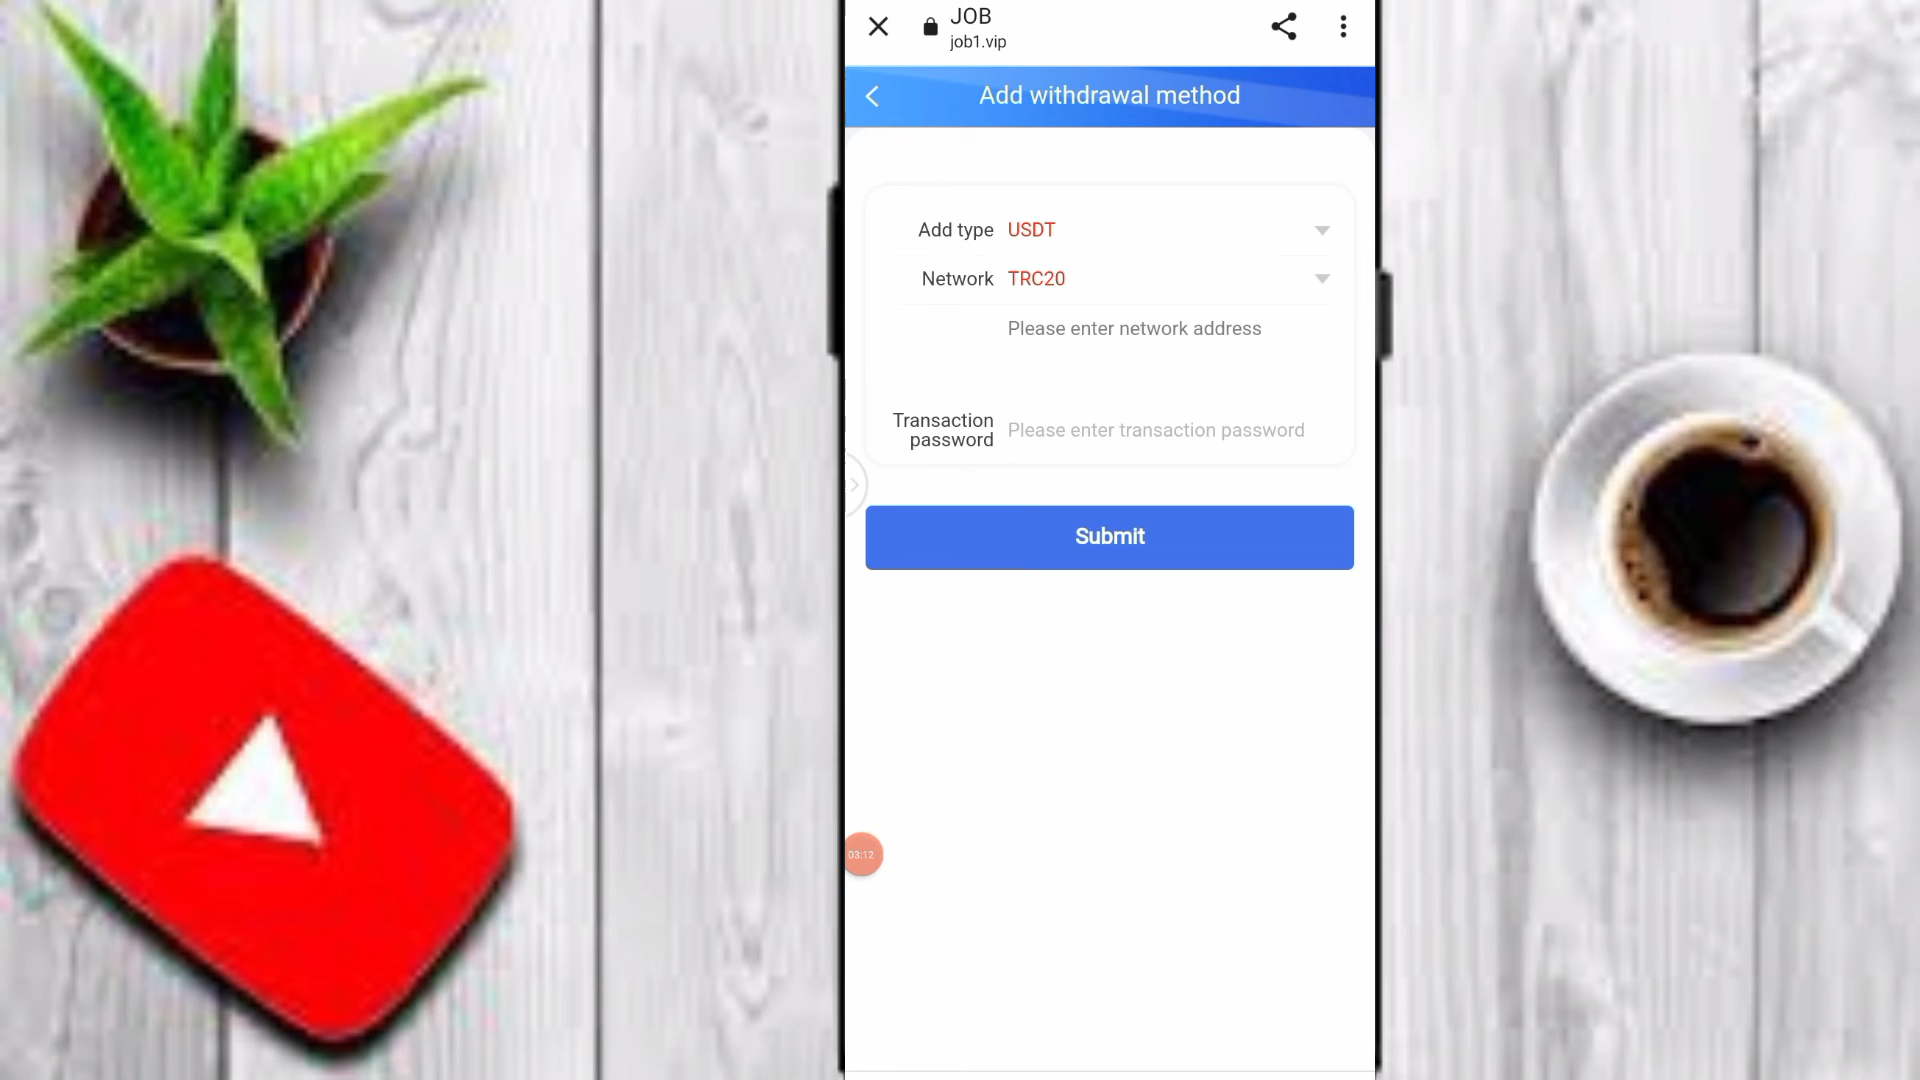 JOB
job1.vip
Add withdrawal method
Add type USDT
Network TRC20
Please enter network address
Transaction
password
Please enter transaction password
Submit
03:12